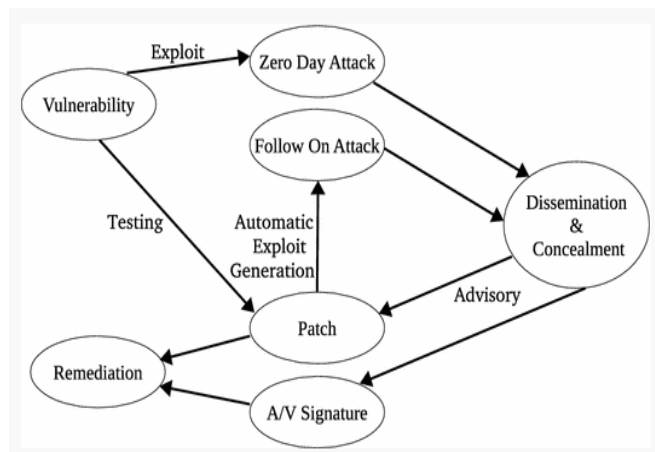 Exploit
Zero Day Attack
Vulnerability
Follow On Attack
Dissemination
&
Concealment
Testing
Automatic
Exploit
Generation
Advisory
Patch
Remediation
A/V Signature